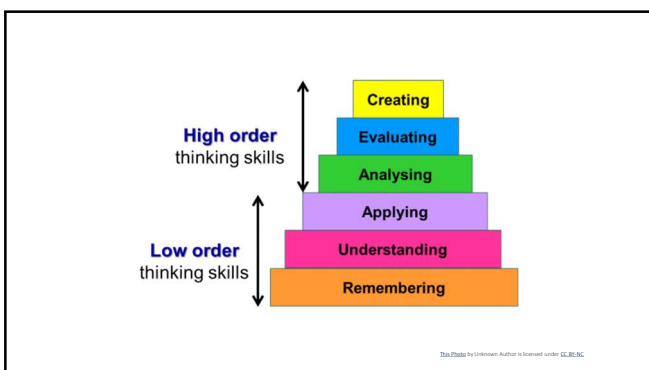 Creating
High order
thinking skills
Evaluating
Analysing
Applying
Low order
thinking skills
Understanding
Remembering
This Photo by Unknown Author is licensed under CC BY-NC